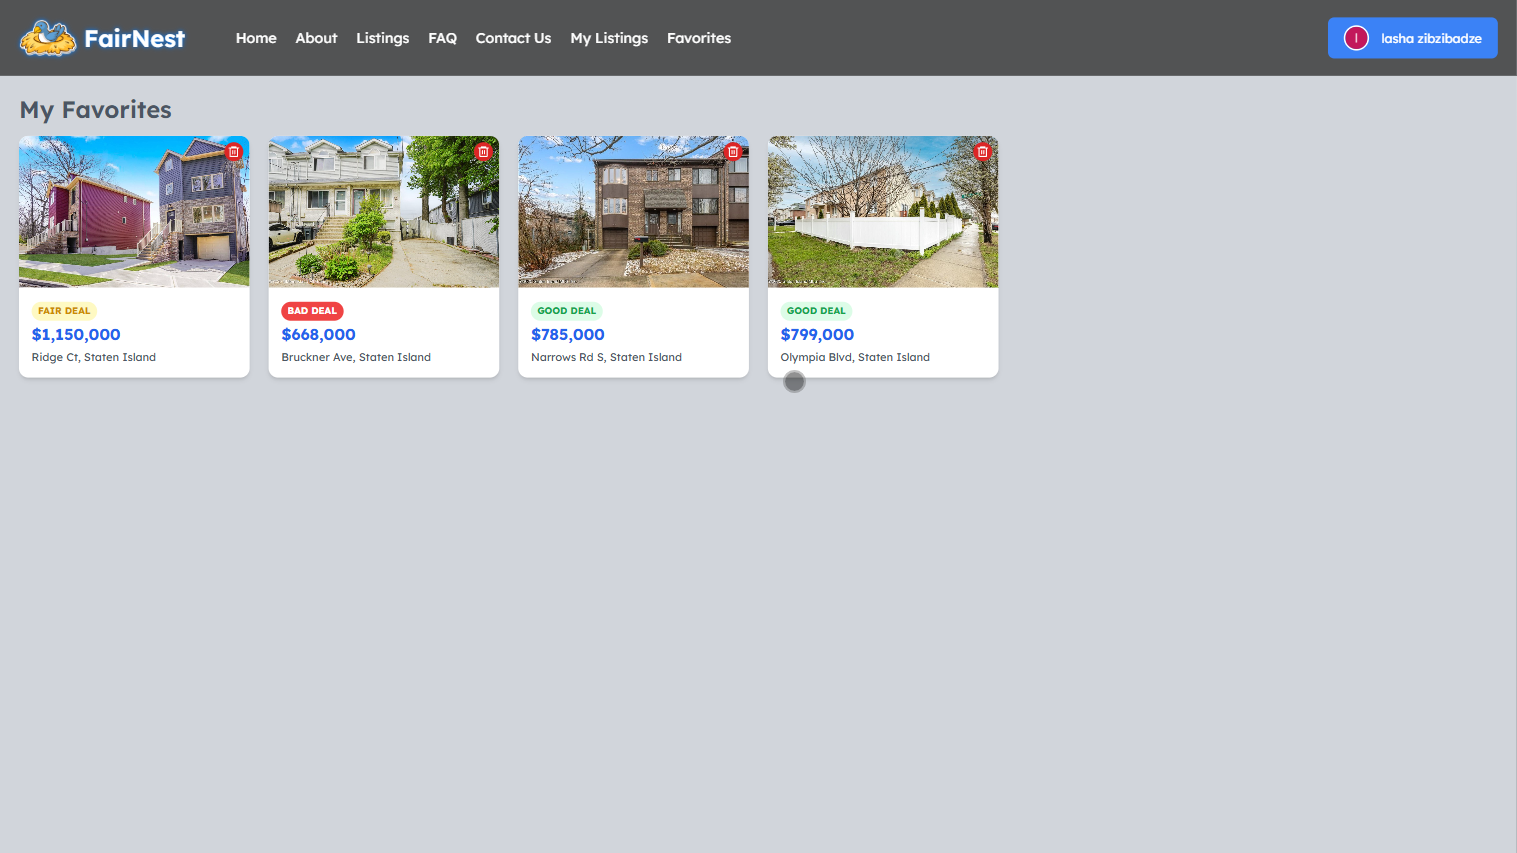 FairNest
Home About Listings FAQ Contact Us My Listings Favorites
l lasha zibzibadze
My Favorites
FAIR DEAL
$1,150,000
Ridge Ct, Staten Island
BAD DEAL
$668,000
Bruckner Ave, Staten Island
GOOD DEAL
$785,000
Narrows Rd S, Staten Island
GOOD DEAL
$799,000
Olympia Blvd, Staten Island